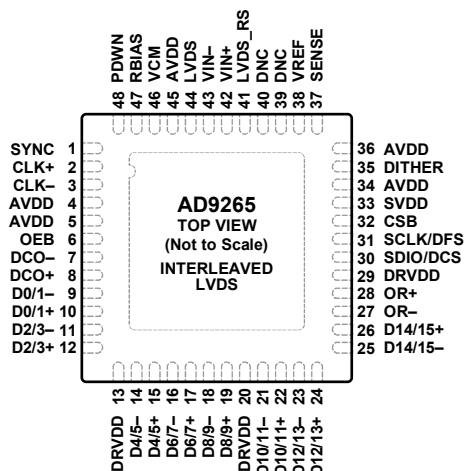 48 PDWN
47 RBIAS
46 VCM
45 AVDD
44 LVDS
43 VIN–
42 VIN+
41 LVDS_RS
40 DNC
39 DNC
38 VREF
37 SENSE
SYNC 1
CLK+ 2
CLK– 3
AVDD 4
AVDD 5
OEB 6
DCO– 7
DCO+ 8
D0/1– 9
D0/1+ 10
D2/3– 11
D2/3+ 12
AD9265
TOP VIEW
(Not to Scale)
INTERLEAVED
LVDS
36 AVDD
35 DITHER
34 AVDD
33 SVDD
32 CSB
31 SCLK/DFS
30 SDIO/DCS
29 DRVDD
28 OR+
27 OR–
26 D14/15+
25 D14/15–
DRVDD 13
D4/5– 14
D4/5+ 15
D6/7– 16
D6/7+ 17
D8/9– 18
D8/9+ 19
DRVDD 20
D10/11– 21
D10/11+ 22
D12/13– 23
D12/13+ 24